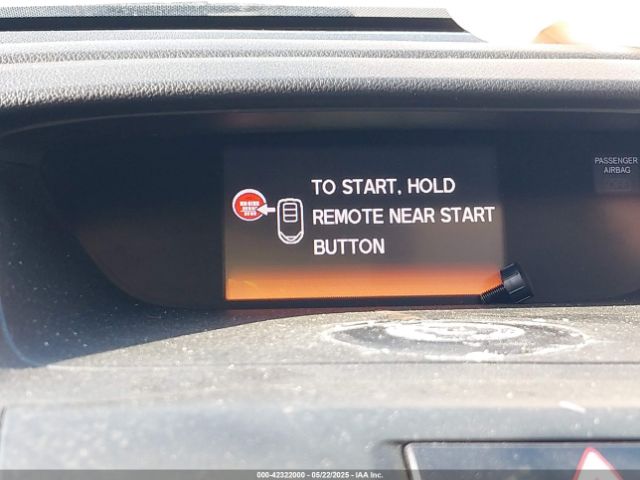 PASSENGER
AIRBAG
TO START, HOLD
REMOTE NEAR START
BUTTON
000-42322000 - 05/22/2025 - IAA Inc.